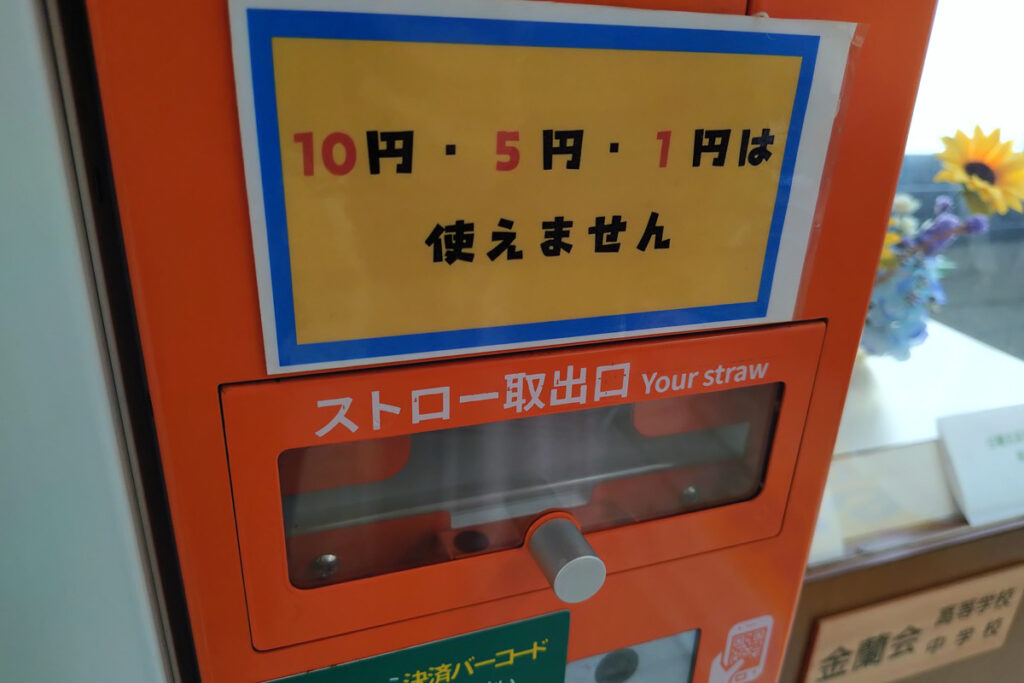 10円・5円・1円は
使えません
ストロー取出口 Your straw
決済バーコード
金蘭会 高等学校
中学校